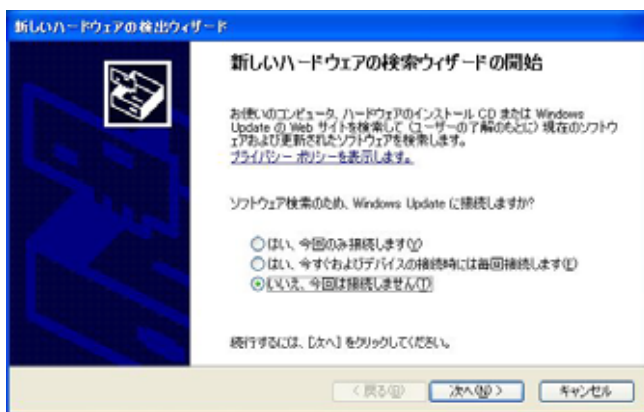 新しいハードウェアの検出ウィザード
新しいハードウェアの検索ウィザードの開始
お使いのコンピュータ、ハードウェアのインストール CD または Windows
Update の Web サイトを検索して (ユーザーの了解のもとに) 現在のソフトウ
ェアおよび更新されたソフトウェアを検索します。
プライバシー ポリシーを表示します。
ソフトウェア検索のため、Windows Update に接続しますか?
はい、今回のみ接続します(Y)
はい、今すぐおよびデバイスの接続時には毎回接続します(E)
いいえ、今回は接続しません(T)
続行するには、[次へ] をクリックしてください。
< 戻る(B) 次へ(N) > キャンセル